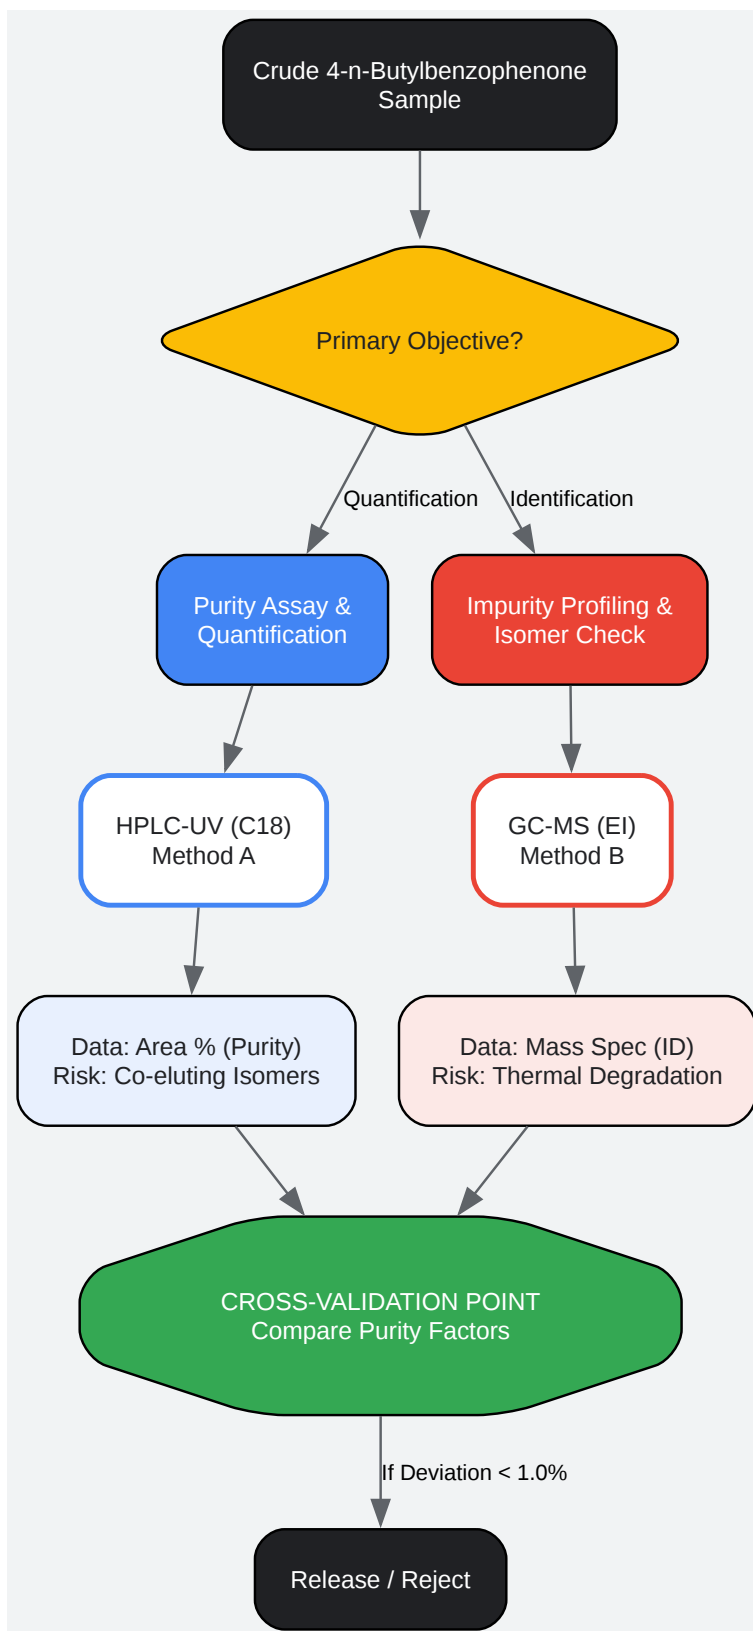 Crude 4-n-Butylbenzophenone
Sample
Primary Objective?
Quantification
Identification
Purity Assay &
Quantification
Impurity Profiling &
Isomer Check
HPLC-UV (C18)
Method A
GC-MS (EI)
Method B
Data: Area % (Purity)
Risk: Co-eluting Isomers
Data: Mass Spec (ID)
Risk: Thermal Degradation
CROSS-VALIDATION POINT
Compare Purity Factors
If Deviation < 1.0%
Release / Reject